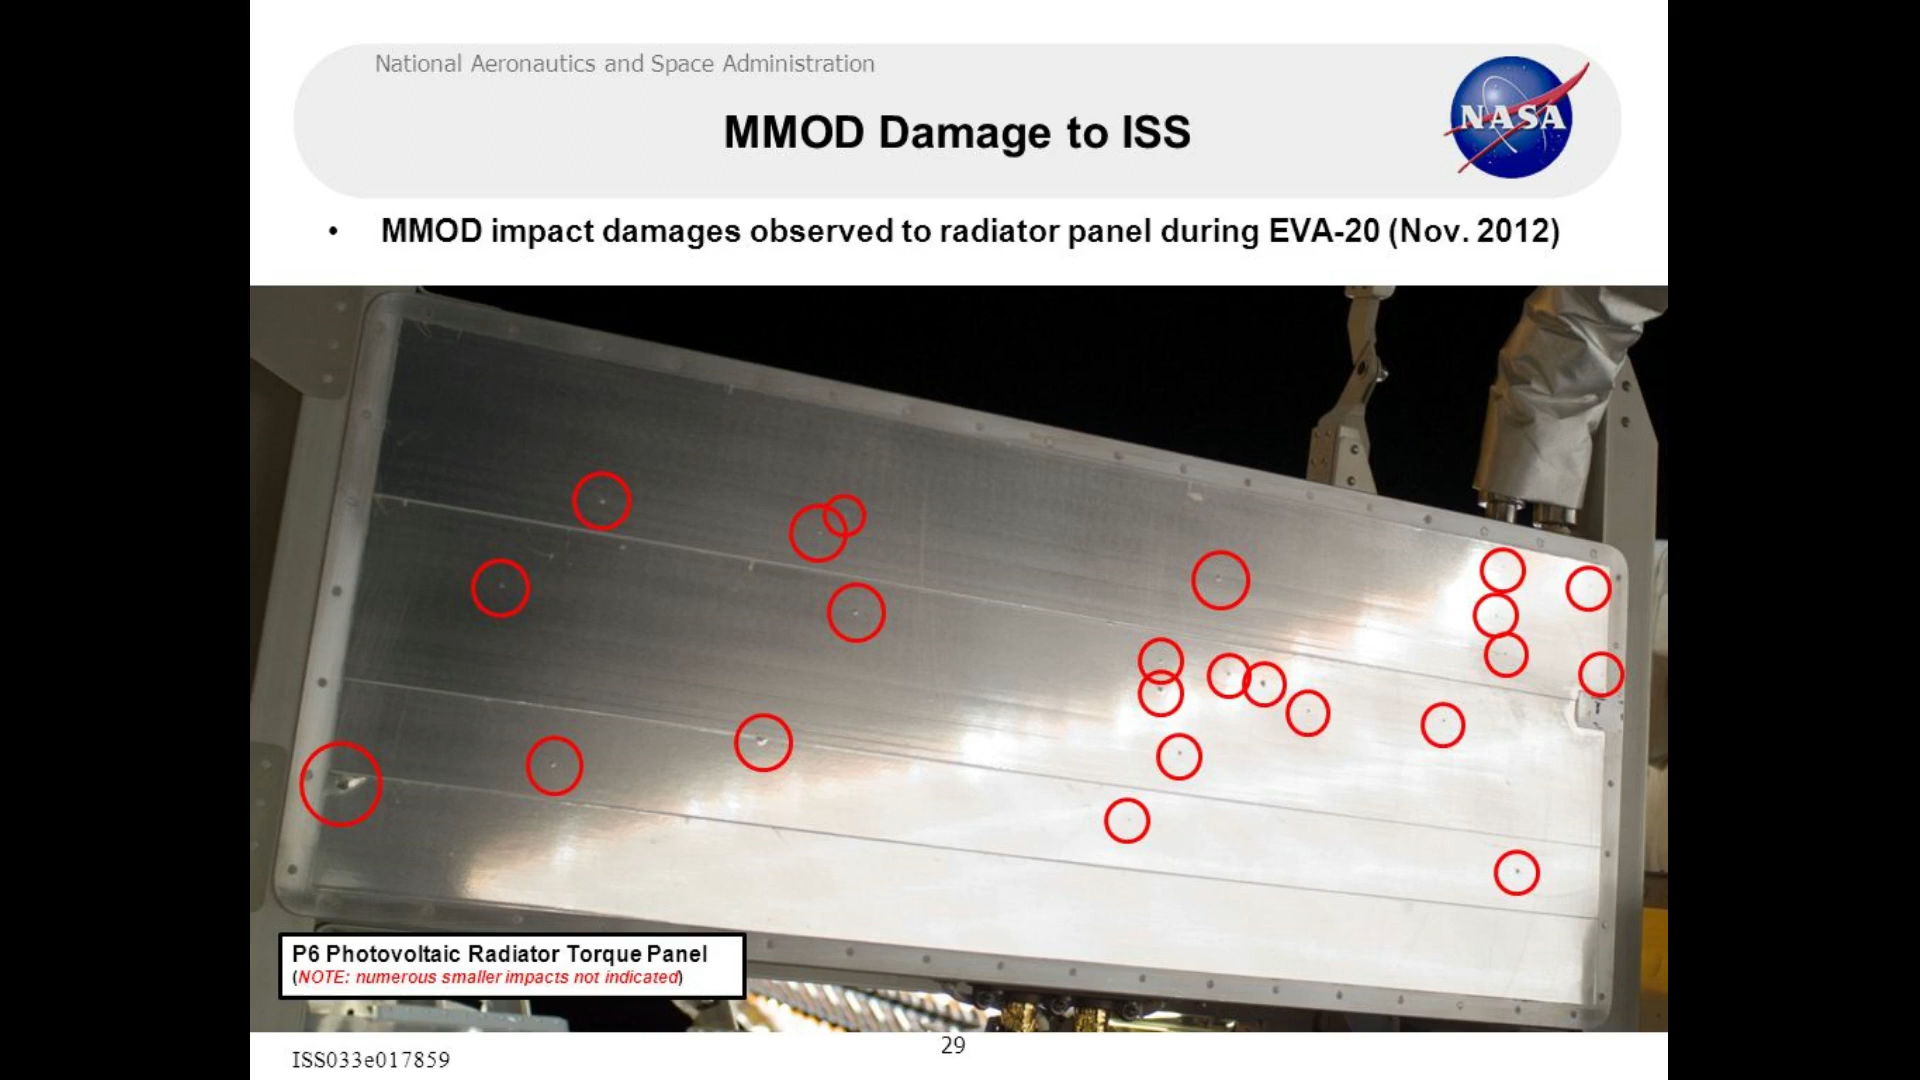 National Aeronautics and Space Administration
MMOD Damage to ISS
NASA
• MMOD impact damages observed to radiator panel during EVA-20 (Nov. 2012)
P6 Photovoltaic Radiator Torque Panel
(NOTE: numerous smaller impacts not indicated)
29
ISS033e017859